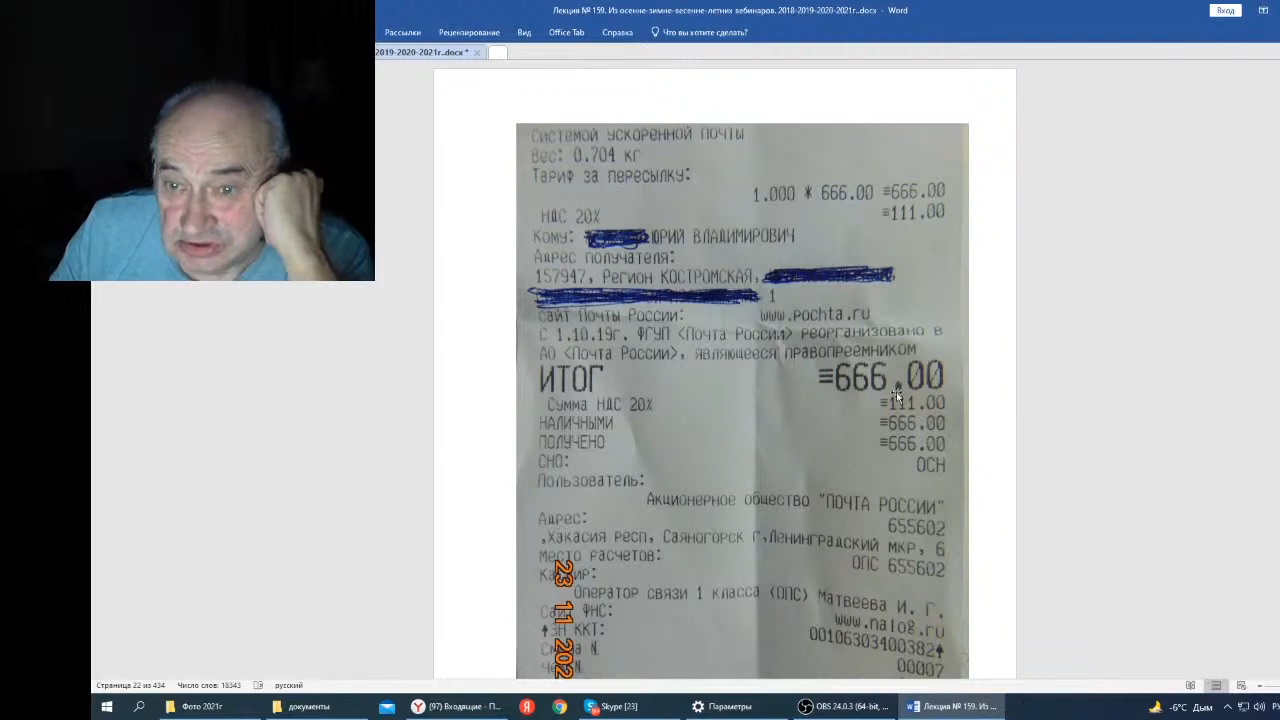 Лекция № 159. Из осенне-зимне-весенне-летних вебинаров. 2018-2019-2020-2021г..docx - Word
Вход
Рассылки Рецензирование Вид Office Tab Справка Что вы хотите сделать?
2019-2020-2021г..docx *
Системой ускоренной почты
Вес: 0.704 кг
Тариф за пересылку:
1.000 * 666.00 ≡666.00
НДС 20% ≡111.00
Кому: ЮРИЙ ВЛАДИМИРОВИЧ
Адрес получателя:
157947, Регион КОСТРОМСКАЯ,
1
сайт Почты России: www.pochta.ru
С 1.10.19г. ФГУП <Почта России> реорганизовано в
АО <Почта России>, являющееся правопреемником
ИТОГ ≡666.00
Сумма НДС 20% ≡111.00
НАЛИЧНЫМИ ≡666.00
ПОЛУЧЕНО ≡666.00
СНО: ОСН
Пользователь:
Акционерное общество "ПОЧТА РОССИИ"
Адрес: 655602
,Хакасия респ, Саяногорск г,Ленинградский мкр, 6
Место расчетов: ОПС 655602
Оператор связи 1 класса (ОПС) Матвеева И. Г.
Сайт ФНС: www.nalog.ru
ЗН ККТ: 00106303400382
00007
23 11 202
Страница 22 из 434 Число слов: 18343 русский
Фото 2021г документы (97) Входящие - П... Skype [23] Параметры OBS 24.0.3 (64-bit, ... Лекция № 159. Из ... -6°C Дым